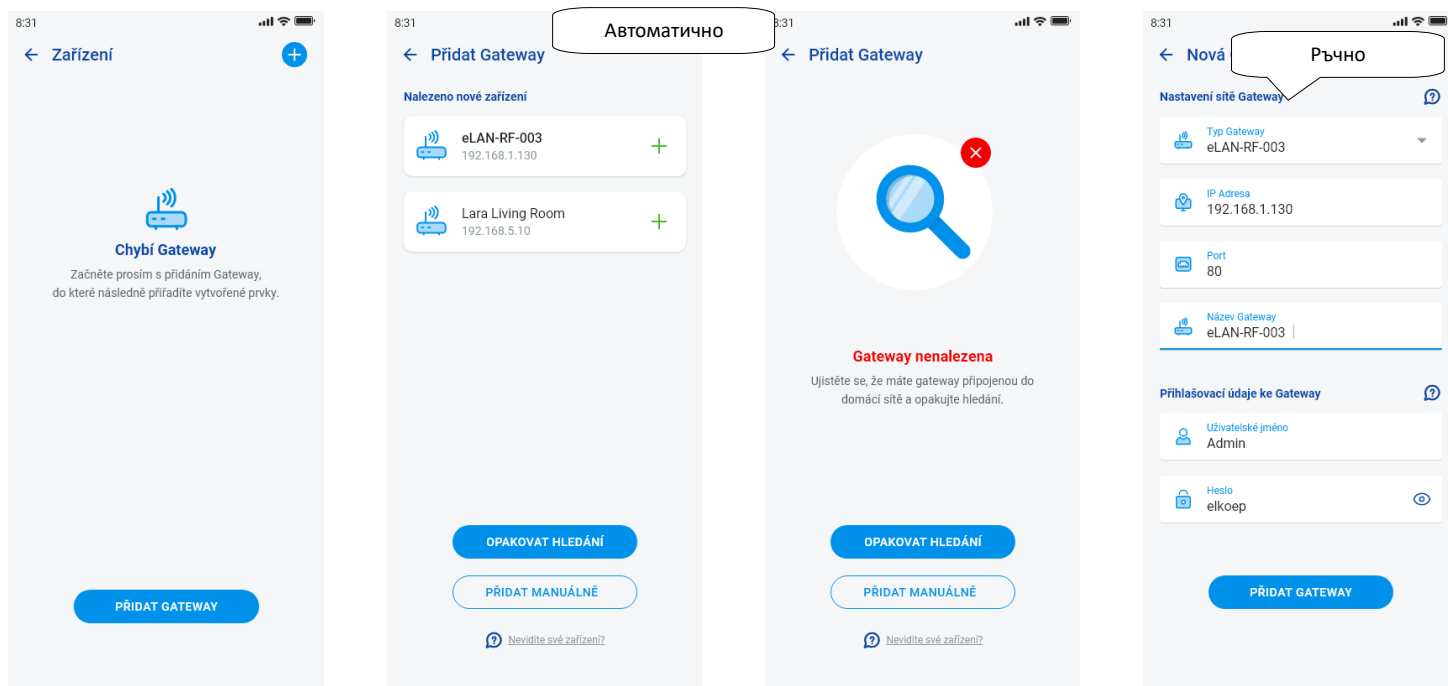 8:31
Zařízení
Chybí Gateway
Začněte prosím s přidáním Gateway,
do které následně přiřadíte vytvořené prvky.
PŘIDAT GATEWAY
8:31
Автоматично
Přidat Gateway
Nalezeno nové zařízení
eLAN-RF-003
192.168.1.130
Lara Living Room
192.168.5.10
OPAKOVAT HLEDÁNÍ
PŘIDAT MANUÁLNĚ
Nevidite své zařízení?
8:31
Přidat Gateway
Gateway nenalezena
Ujistěte se, že máte gateway připojenou do
domácí sítě a opakujte hledání.
OPAKOVAT HLEDÁNÍ
PŘIDAT MANUÁLNĚ
Nevidite své zařízení?
8:31
Nová
Ръчно
Nastavení sítě Gateway
Typ Gateway
eLAN-RF-003
IP Adresa
192.168.1.130
Port
80
Název Gateway
eLAN-RF-003
Přihlašovací údaje ke Gateway
Uživatelské jméno
Admin
Heslo
elkoep
PŘIDAT GATEWAY